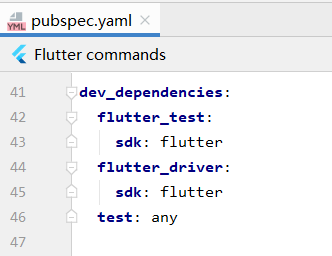 YML
pubspec.yaml
Flutter commands
41 dev_dependencies:
42 flutter_test:
43 sdk: flutter
44 flutter_driver:
45 sdk: flutter
46 test: any
47